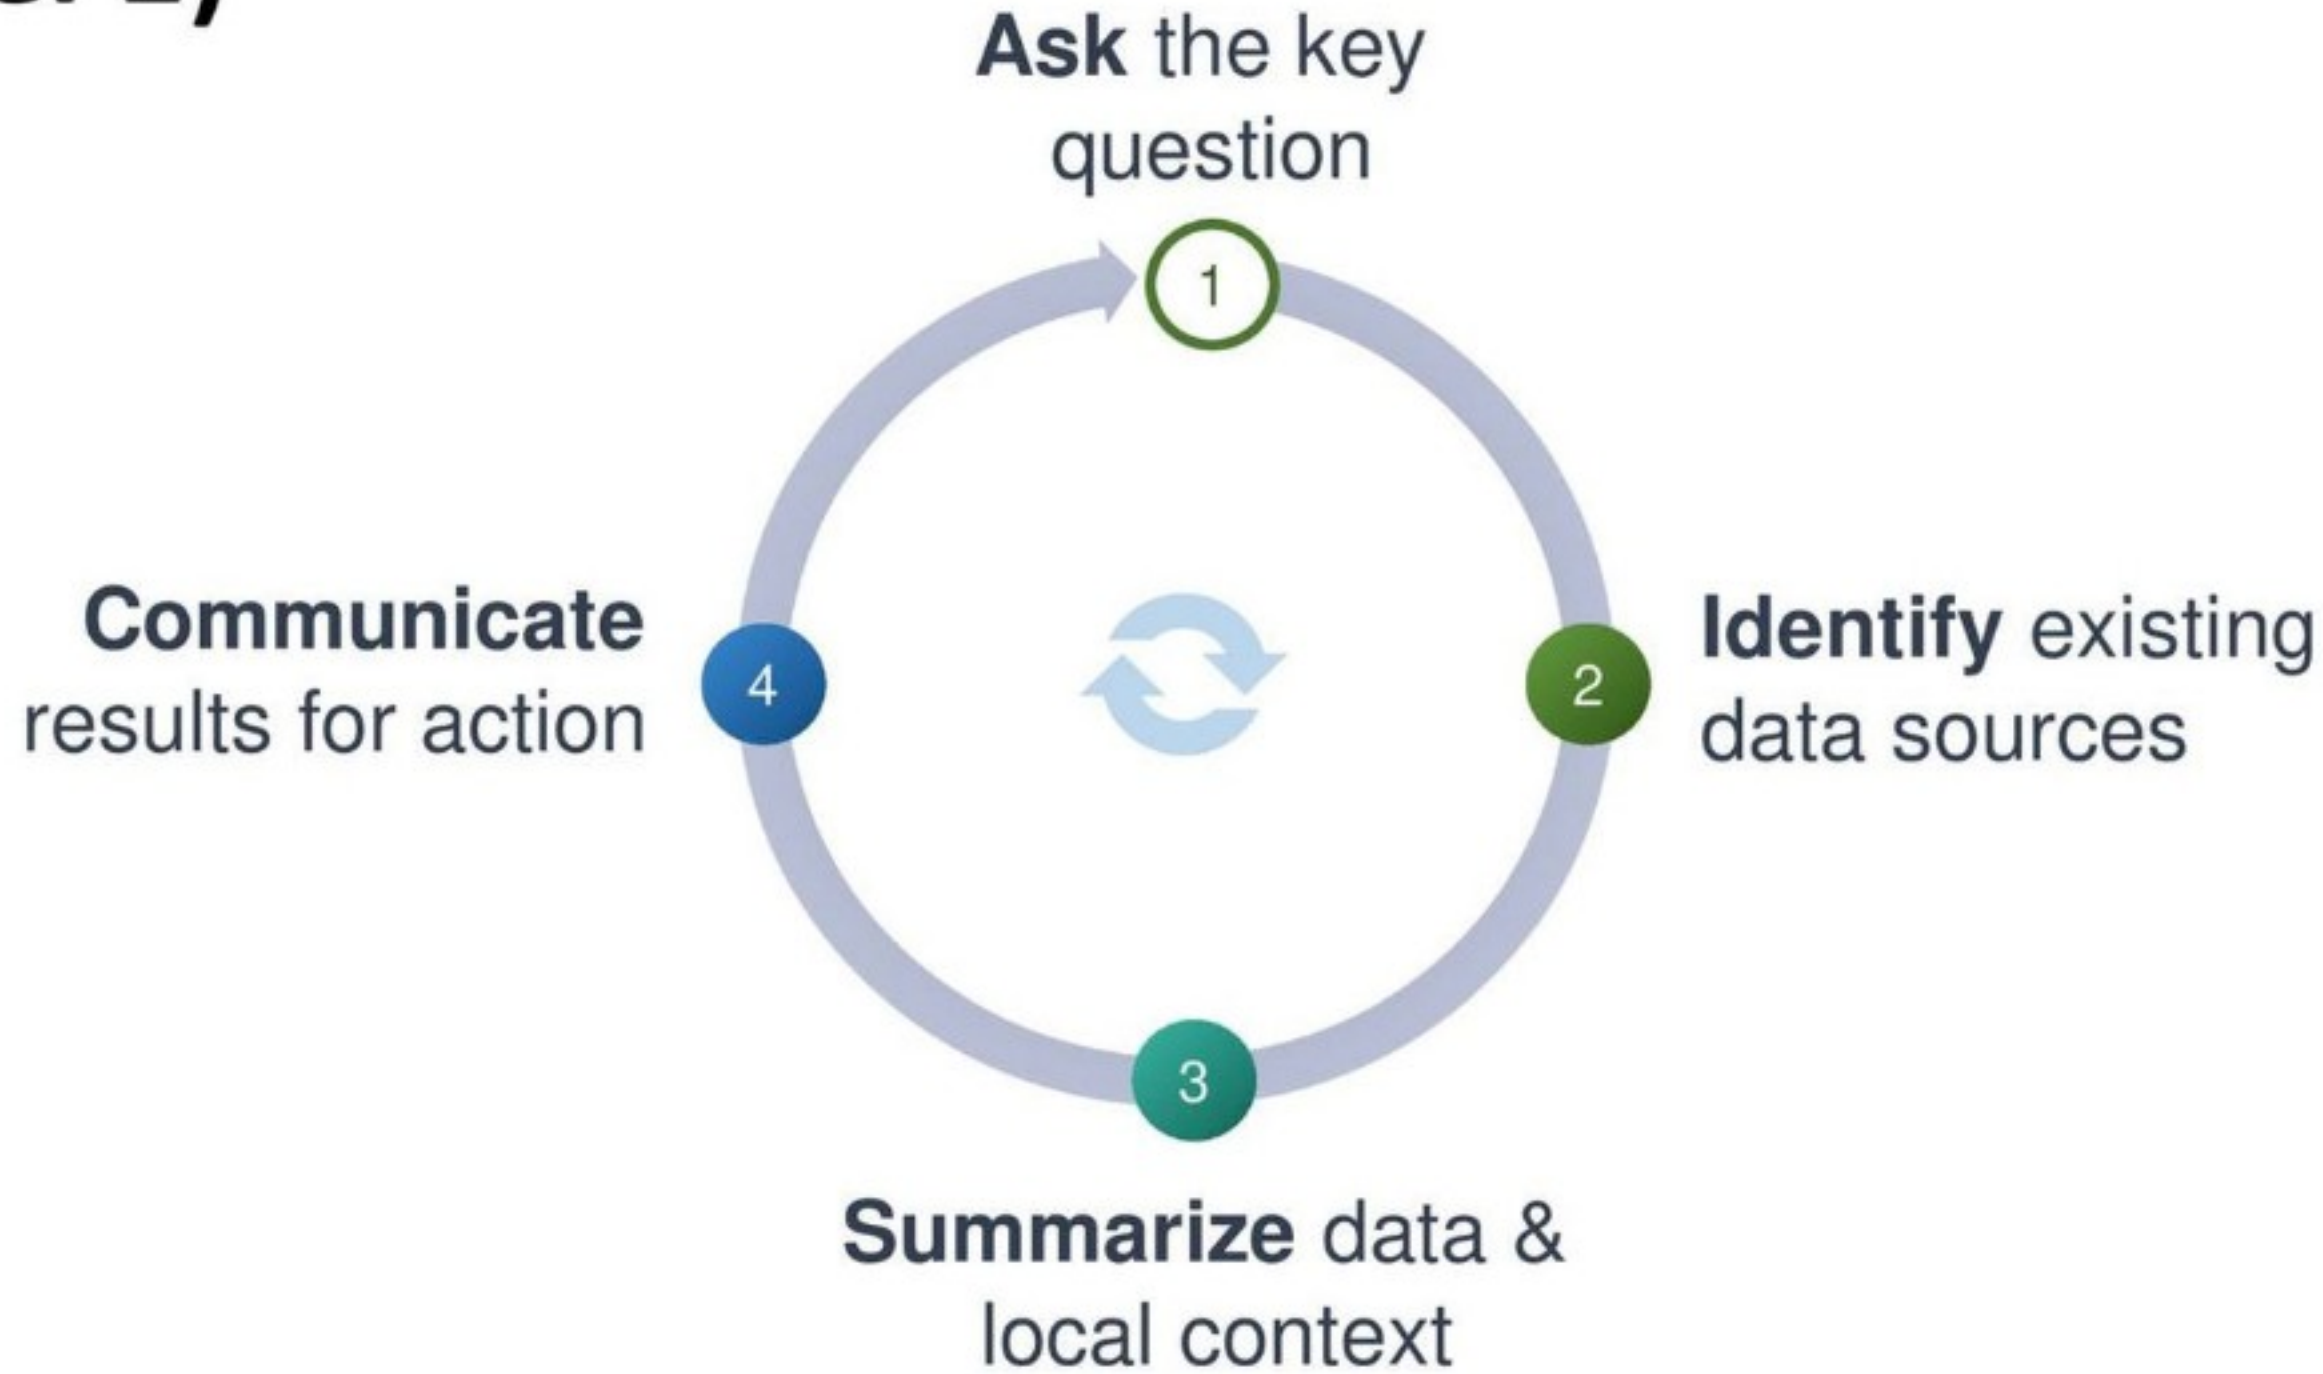 Ask the key
question
1
2
Identify existing
data sources
3
Summarize data &
local context
4
Communicate
results for action